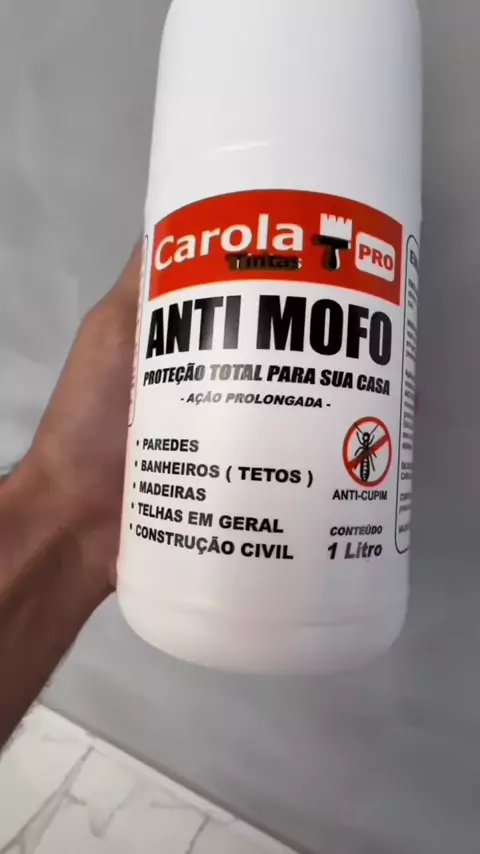 Carola
Tintas
PRO
ANTI MOFO
PROTEÇÃO TOTAL PARA SUA CASA
- AÇÃO PROLONGADA -
• PAREDES
• BANHEIROS ( TETOS )
• MADEIRAS
• TELHAS EM GERAL
• CONSTRUÇÃO CIVIL
ANTI-CUPIM
CONTEÚDO
1 Litro